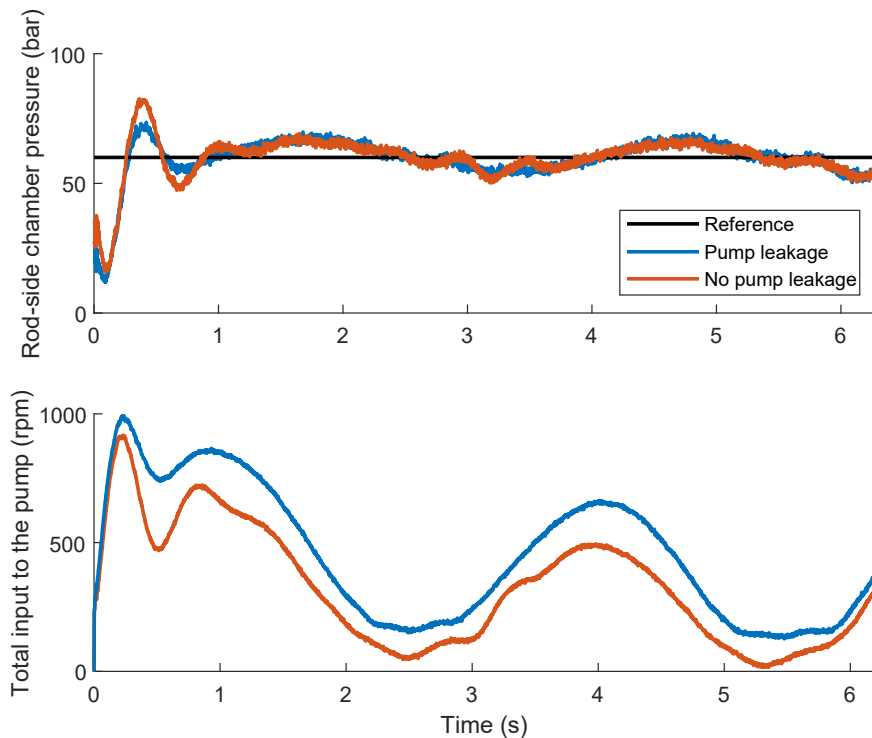 Rod-side chamber pressure (bar)
100
50
0
Reference
Pump leakage
No pump leakage
0 1 2 3 4 5 6
Total input to the pump (rpm)
1000
500
0
0 1 2 3 4 5 6
Time (s)